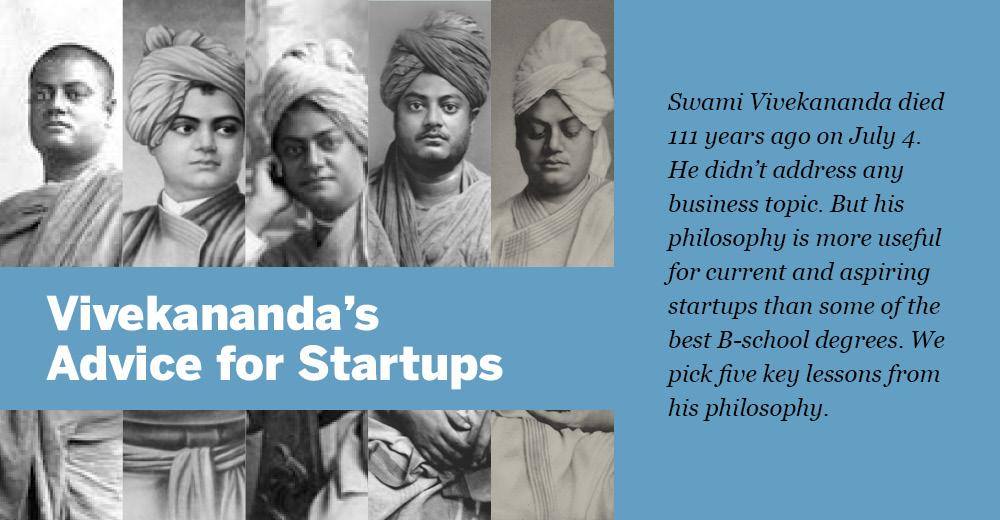 Vivekananda’s
Advice for Startups
Swami Vivekananda died
111 years ago on July 4.
He didn’t address any
business topic. But his
philosophy is more useful
for current and aspiring
startups than some of the
best B-school degrees. We
pick five key lessons from
his philosophy.